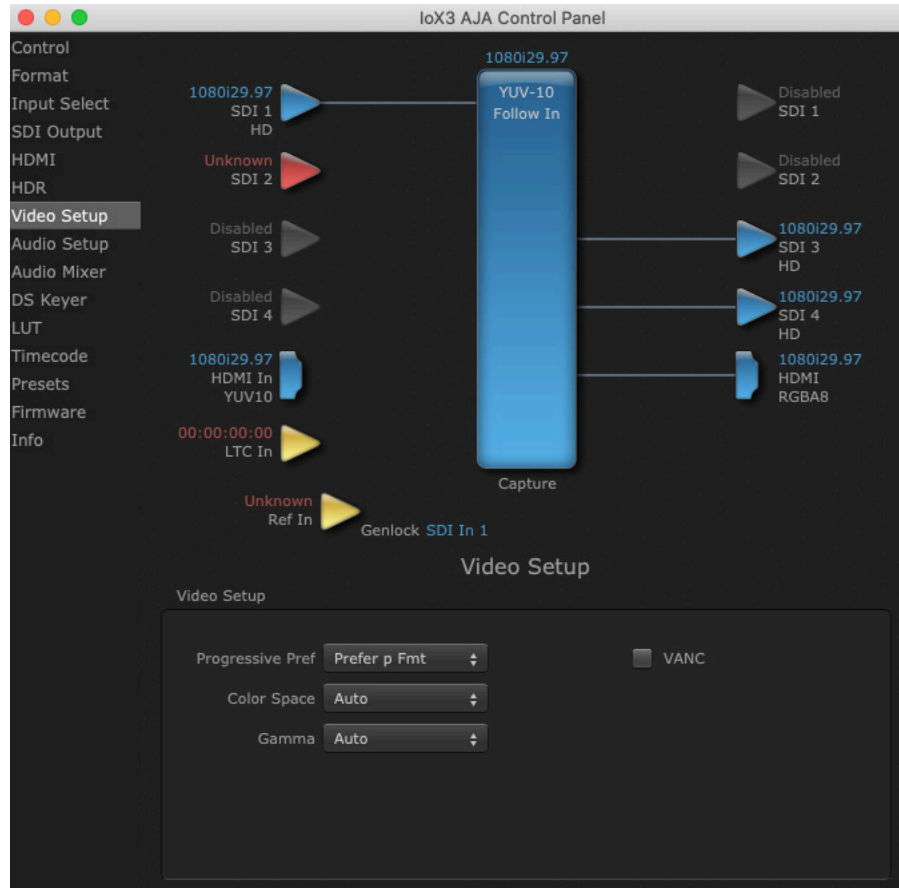 IoX3 AJA Control Panel
Control
Format
Input Select
SDI Output
HDMI
HDR
Video Setup
Audio Setup
Audio Mixer
DS Keyer
LUT
Timecode
Presets
Firmware
Info
1080i29.97
SDI 1
HD
Unknown
SDI 2
Disabled
SDI 3
Disabled
SDI 4
1080i29.97
HDMI In
YUV10
00:00:00:00
LTC In
Unknown
Ref In
Genlock SDI In 1
1080i29.97
YUV-10
Follow In
Capture
Disabled
SDI 1
Disabled
SDI 2
1080i29.97
SDI 3
HD
1080i29.97
SDI 4
HD
1080i29.97
HDMI
RGBA8
Video Setup
Video Setup
Progressive Pref Prefer p Fmt
VANC
Color Space Auto
Gamma Auto